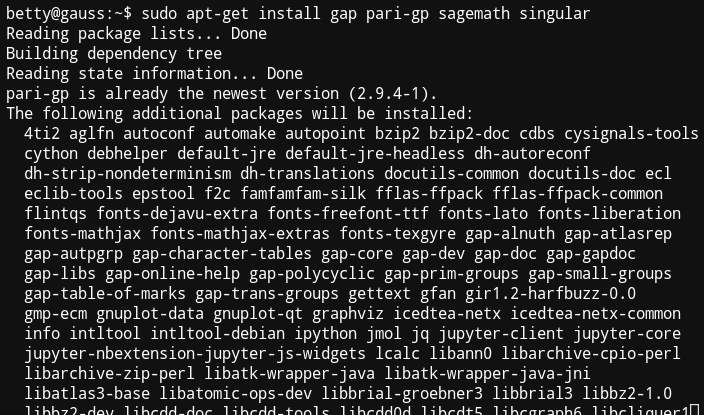 betty@gauss:~$ sudo apt-get install gap pari-gp sagemath singular
Reading package lists... Done
Building dependency tree
Reading state information... Done
pari-gp is already the newest version (2.9.4-1).
The following additional packages will be installed:
4ti2 aglfn autoconf automake autopoint bzip2 bzip2-doc cdbs cysignals-tools
cython debhelper default-jre default-jre-headless dh-autoreconf
dh-strip-nondeterminism dh-translations docutils-common docutils-doc ecl
eclib-tools epstool f2c famfamfam-silk fflas-ffpack fflas-ffpack-common
flintqs fonts-dejavu-extra fonts-freefont-ttf fonts-lato fonts-liberation
fonts-mathjax fonts-mathjax-extras fonts-texgyre gap-alnuth gap-atlasrep
gap-autpgrp gap-character-tables gap-core gap-dev gap-doc gap-gapdoc
gap-libs gap-online-help gap-polycyclic gap-prim-groups gap-small-groups
gap-table-of-marks gap-trans-groups gettext gfan gir1.2-harfbuzz-0.0
gmp-ecm gnuplot-data gnuplot-qt graphviz icedtea-netx icedtea-netx-common
info intltool intltool-debian ipython jmol jq jupyter-client jupyter-core
jupyter-nbextension-jupyter-js-widgets lcalc libann0 libarchive-cpio-perl
libarchive-zip-perl libatk-wrapper-java libatk-wrapper-java-jni
libatlas3-base libatomic-ops-dev libbrial-groebner3 libbrial3 libbz2-1.0
libbz2-dev libcdd-doc libcdd-tools libcdd0d libcdt5 libcgraph6 libcliquer1